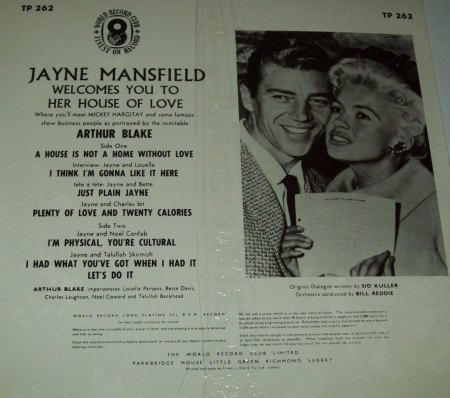 TP 262
TP 262
WORLD RECORD CLUB
FINEST ON RECORD
JAYNE MANSFIELD
WELCOMES YOU TO
HER HOUSE OF LOVE
Where you'll meet MICKEY HARGITAY and some famous
show business people as portrayed by the inimitable
ARTHUR BLAKE
Side One
A HOUSE IS NOT A HOME WITHOUT LOVE
Interview: Jayne and Louella
I THINK I'M GONNA LIKE IT HERE
tête à tête: Jayne and Bette
JUST PLAIN JAYNE
Jayne and Charles bit
PLENTY OF LOVE AND TWENTY CALORIES
Side Two
Jayne and Noel Confab
I'M PHYSICAL, YOU'RE CULTURAL
Jayne and Talullah Skirmish
I HAD WHAT YOU'VE GOT WHEN I HAD IT
LET'S DO IT
ARTHUR BLAKE impersonates Louella Parsons, Bette Davis,
Charles Laughton, Noel Coward and Talullah Bankhead
Original Dialogue written by SID KULLER
Orchestra conducted by BILL REDDIE
WORLD RECORD LONG PLAYING 33⅓ R.P.M. RECORD
THE WORLD RECORD CLUB LIMITED
PARKBRIDGE HOUSE LITTLE GREEN RICHMOND SURREY